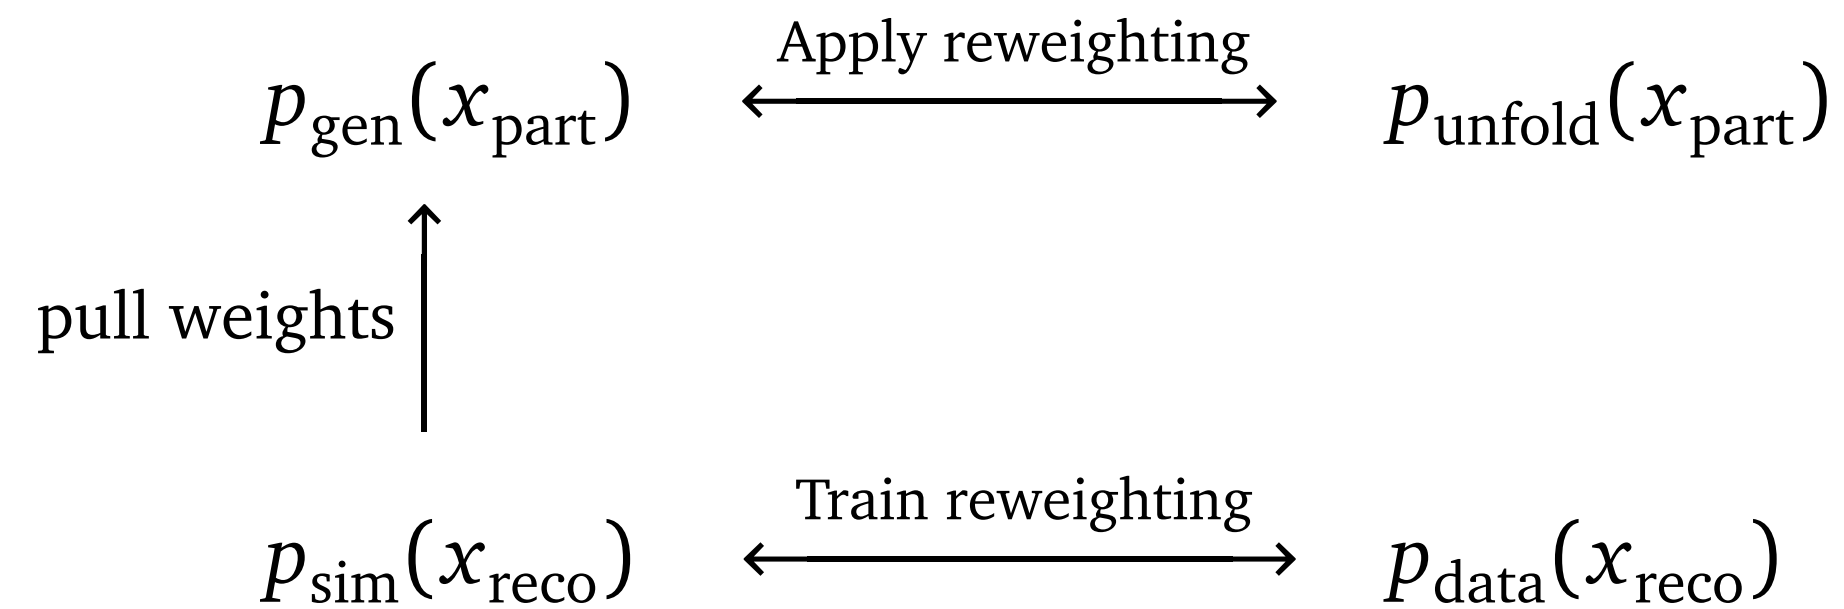 Apply reweighting
p_gen(x_part) p_unfold(x_part)
pull weights
Train reweighting
p_sim(x_reco) p_data(x_reco)